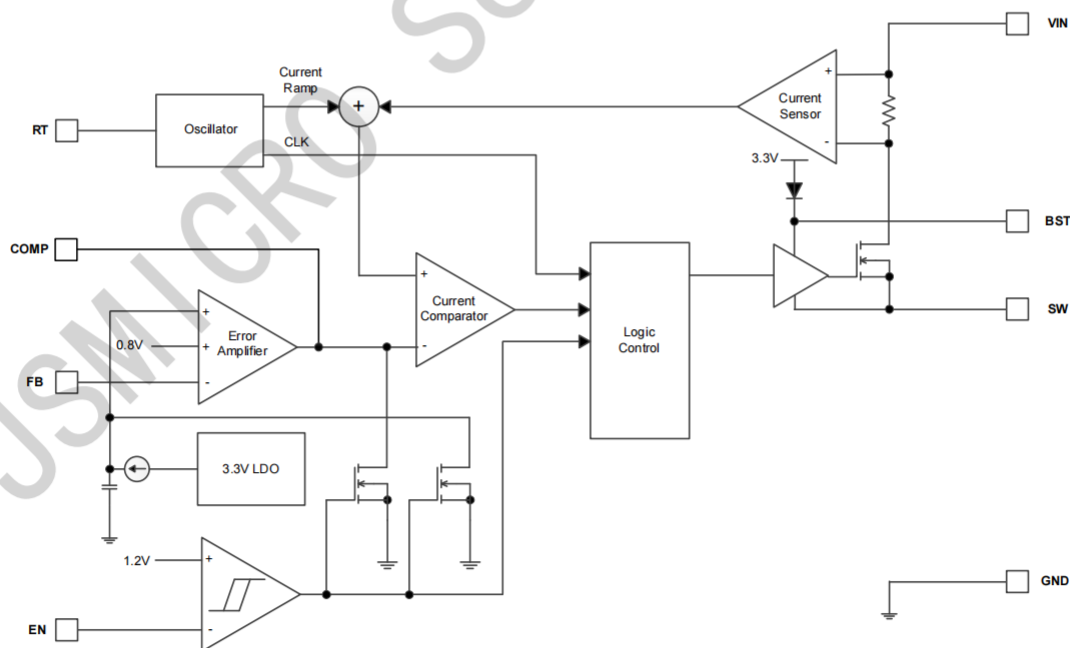 VIN
Current
Ramp
+
+
Current
Sensor
-
RT
Oscillator
CLK
3.3V
BST
COMP
+
Current
Comparator
-
Logic
Control
SW
+
0.8V
+
Error
Amplifier
FB
-
3.3V LDO
1.2V
+
GND
EN
-
JSMICRO